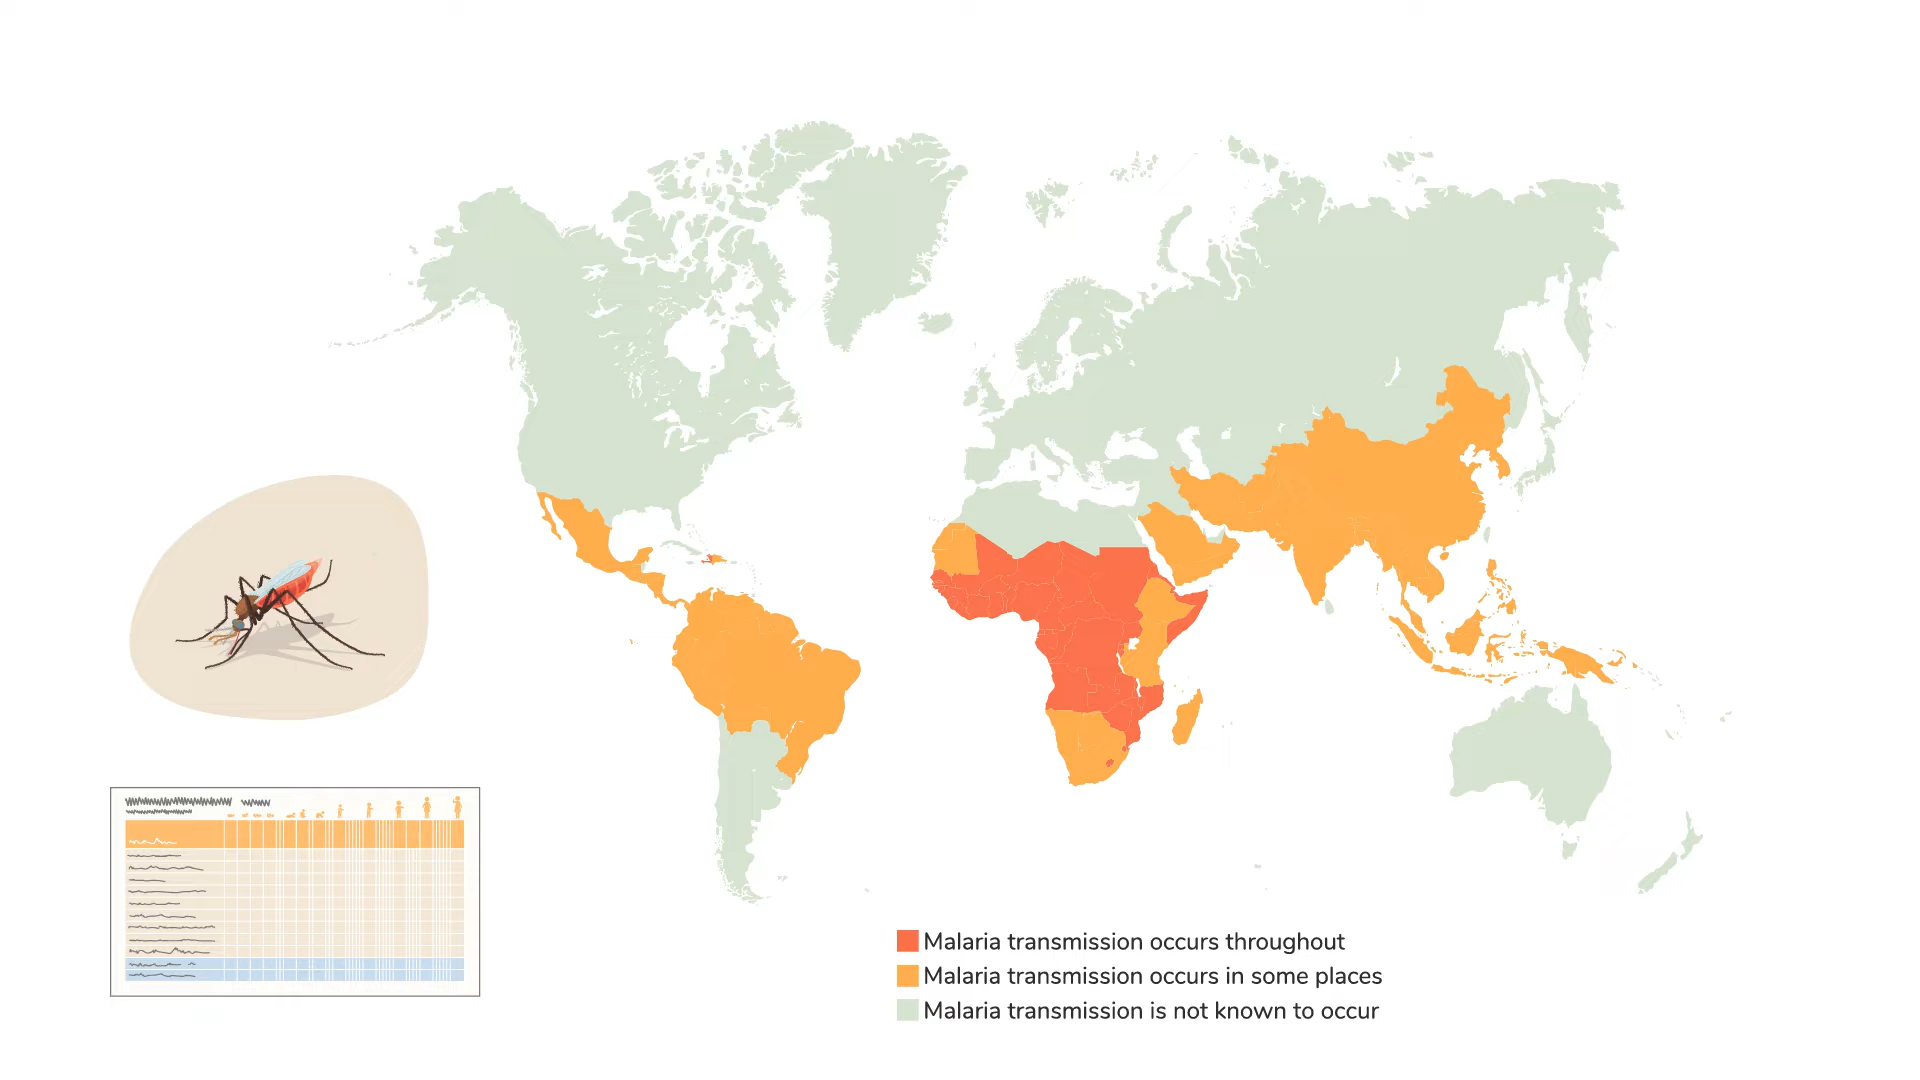 Malaria transmission occurs throughout
Malaria transmission occurs in some places
Malaria transmission is not known to occur